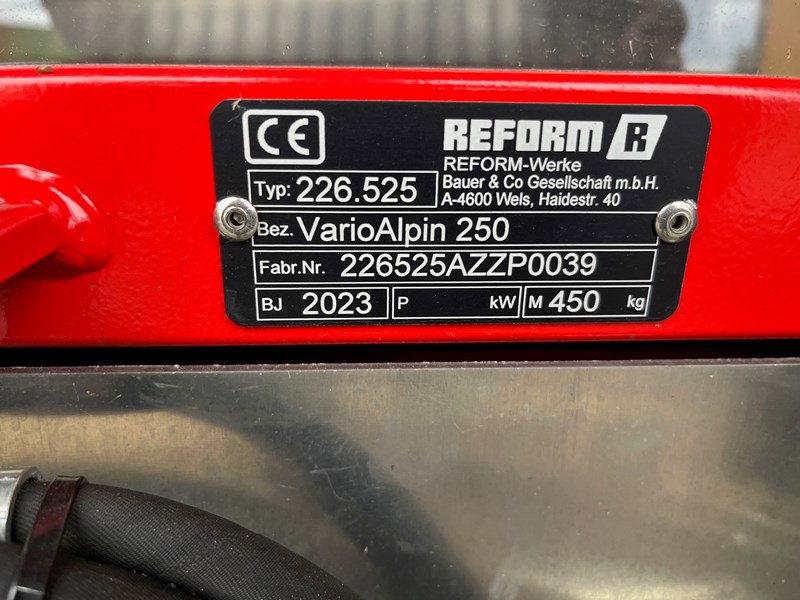 CE
REFORM R
REFORM-Werke
Bauer & Co Gesellschaft m.b.H.
A-4600 Wels, Haidestr. 40
Typ: 226.525
Bez. VarioAlpin 250
Fabr.Nr. 226525AZZP0039
BJ 2023 P kW M 450 kg